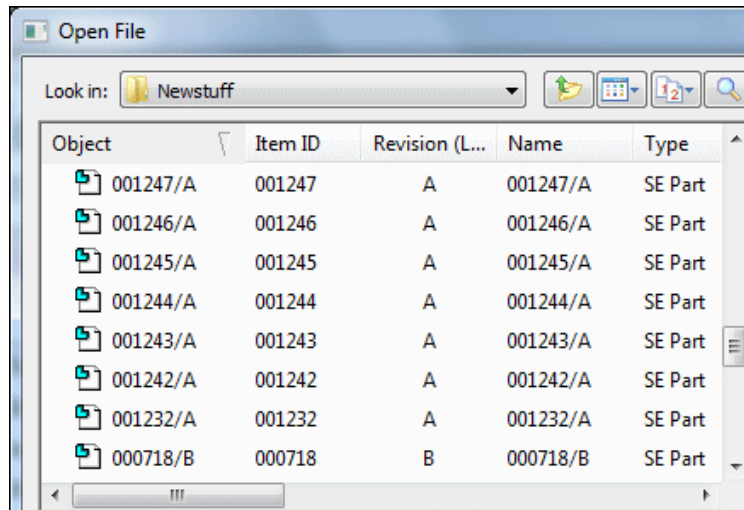 Open File
Look in: Newstuff
Object Item ID Revision (L... Name Type
001247/A 001247 A 001247/A SE Part
001246/A 001246 A 001246/A SE Part
001245/A 001245 A 001245/A SE Part
001244/A 001244 A 001244/A SE Part
001243/A 001243 A 001243/A SE Part
001242/A 001242 A 001242/A SE Part
001232/A 001232 A 001232/A SE Part
000718/B 000718 B 000718/B SE Part